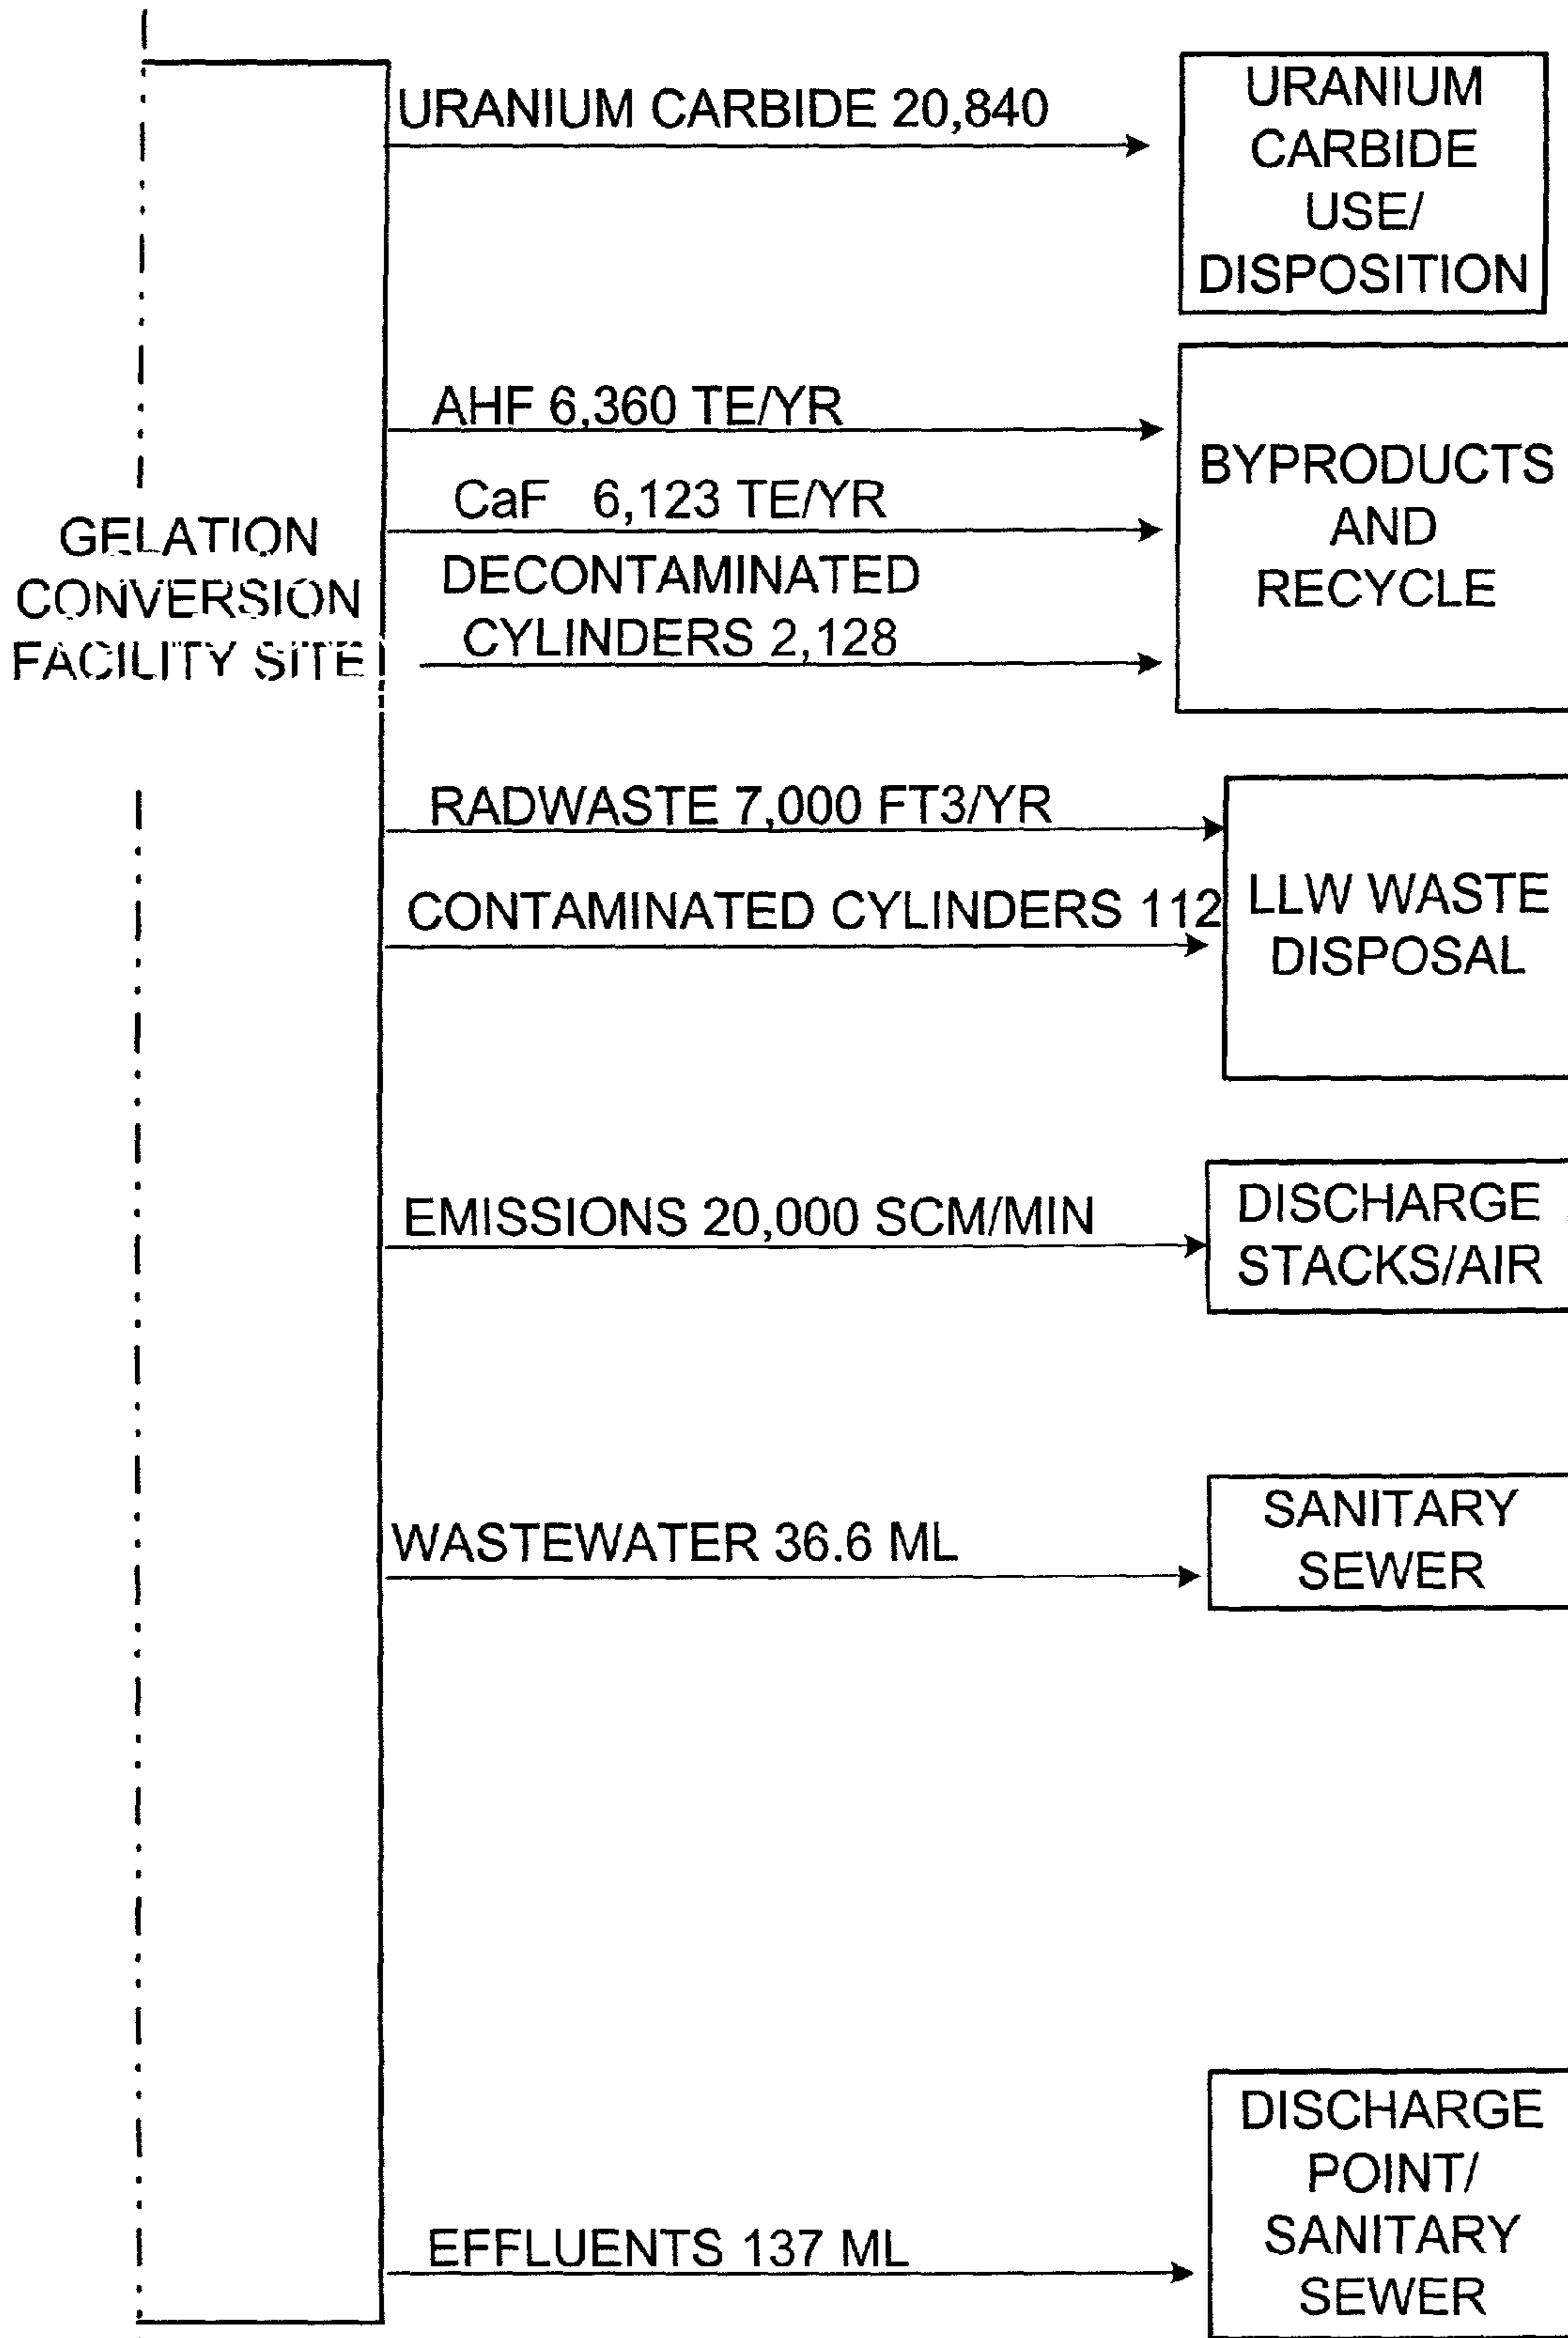 URANIUM CARBIDE 20,840
URANIUM
CARBIDE
USE/
DISPOSITION
AHF 6,360 TE/YR
CaF 6,123 TE/YR
DECONTAMINATED
CYLINDERS 2,128
BYPRODUCTS
AND
RECYCLE
GELATION
CONVERSION
FACILITY SITE
RADWASTE 7,000 FT3/YR
CONTAMINATED CYLINDERS 112
LLW WASTE
DISPOSAL
EMISSIONS 20,000 SCM/MIN
DISCHARGE
STACKS/AIR
WASTEWATER 36.6 ML
SANITARY
SEWER
EFFLUENTS 137 ML
DISCHARGE
POINT/
SANITARY
SEWER